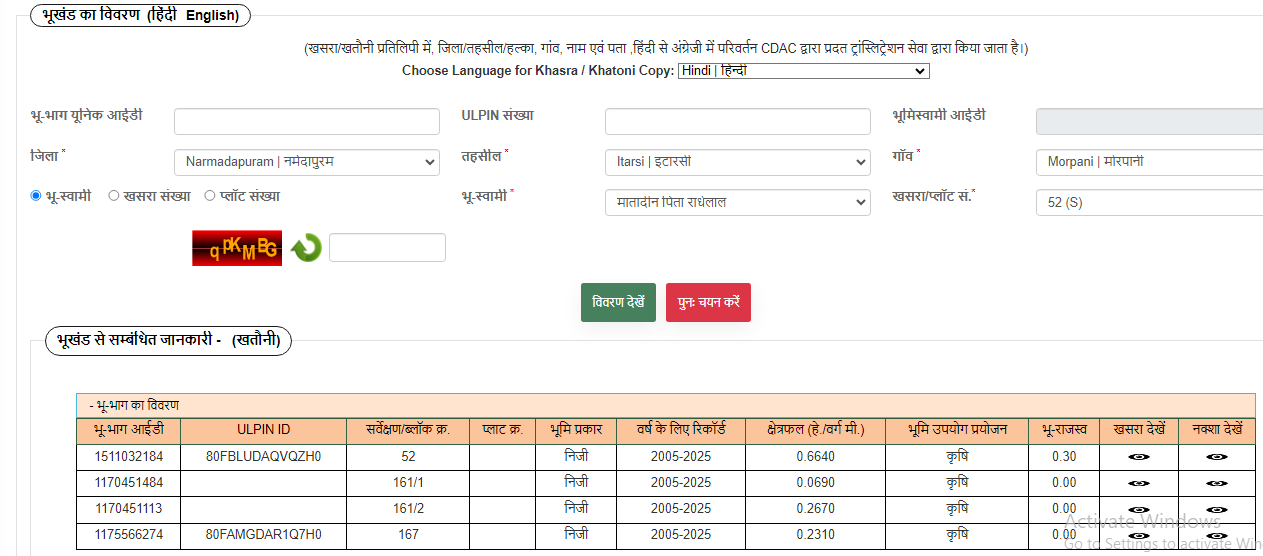 भूखंड का विवरण (हिंदी English)
(खसरा/खतौनी प्रतिलिपी में, जिला/तहसील/हल्का, गांव, नाम एवं पता ,हिंदी से अंग्रेजी में परिवर्तन CDAC द्वारा प्रदत ट्रांस्लिट्रेशन सेवा द्वारा किया जाता है।)
Choose Language for Khasra / Khatoni Copy: Hindi | हिन्दी
भू-भाग यूनिक आईडी ULPIN संख्या भूमिस्वामी आईडी
जिला * Narmadapuram | नर्मदापुरम तहसील * Itarsi | इटारसी गॉव * Morpani | मोरपानी
भू-स्वामी खसरा संख्या प्लॉट संख्या भू-स्वामी * मातादीन पिता राधेलाल खसरा/प्लॉट सं.* 52 (S)
qpKMBG
विवरण देखें पुनः चयन करें
भूखंड से सम्बंधित जानकारी - (खतौनी)
- भू-भाग का विवरण
भू-भाग आईडी ULPIN ID सर्वेक्षण/ब्लॉक क्र. प्लाट क्र. भूमि प्रकार वर्ष के लिए रिकॉर्ड क्षेत्रफल (हे./वर्ग मी.) भूमि उपयोग प्रयोजन भू-राजस्व खसरा देखें नक्शा देखें
1511032184 80FBLUDAQVQZH0 52 निजी 2005-2025 0.6640 कृषि 0.30
1170451484 161/1 निजी 2005-2025 0.0690 कृषि 0.00
1170451113 161/2 निजी 2005-2025 0.2670 कृषि 0.00
1175566274 80FAMGDAR1Q7H0 167 निजी 2005-2025 0.2310 कृषि 0.00
Activate Windows
Go to Settings to activate Win